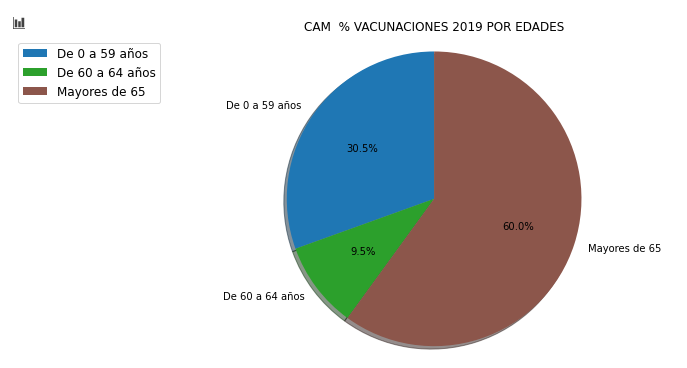 CAM % VACUNACIONES 2019 POR EDADES
De 0 a 59 años
De 60 a 64 años
Mayores de 65
De 0 a 59 años
30.5%
60.0%
Mayores de 65
9.5%
De 60 a 64 años